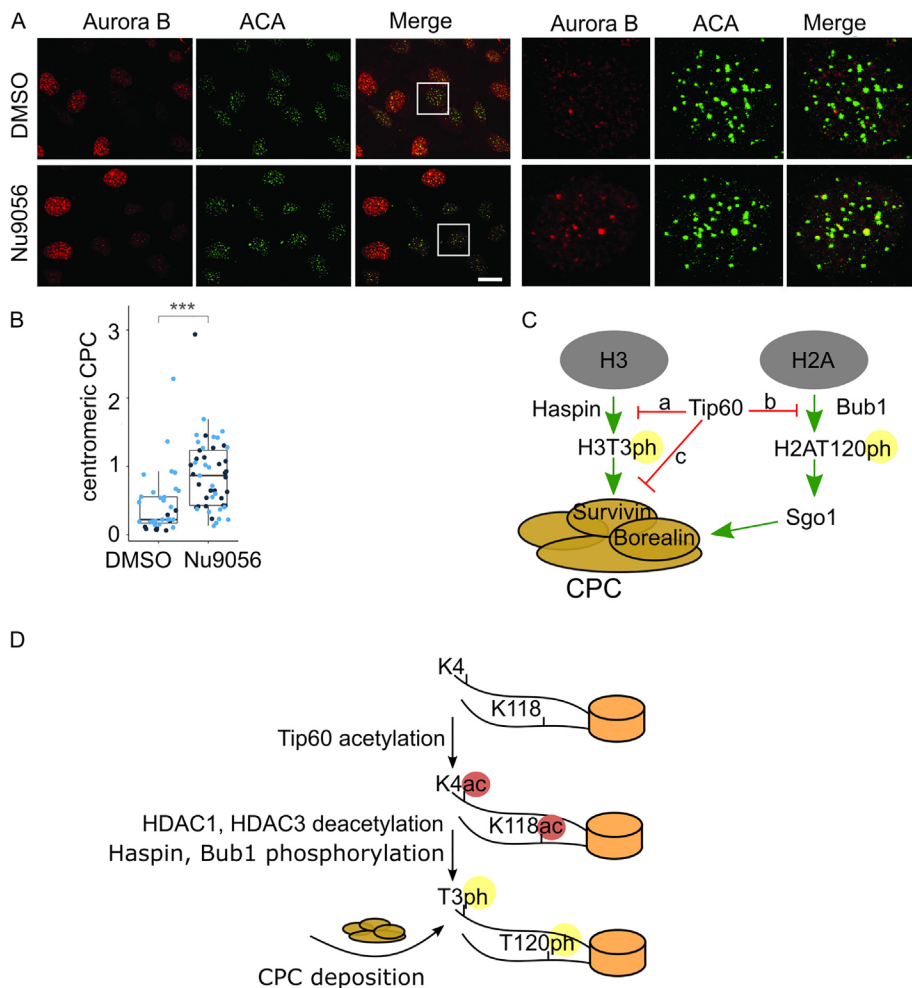 A
Aurora B
ACA
Merge
Aurora B
ACA
Merge
DMSO
Nu9056
B
***
3
2
1
0
centromeric CPC
DMSO
Nu9056
C
H3
H2A
Haspin
a
Tip60
b
Bub1
H3T3ph
c
H2AT120ph
Survivin
Borealin
Sgo1
CPC
D
K4
K118
Tip60 acetylation
K4ac
K118ac
HDAC1, HDAC3 deacetylation
Haspin, Bub1 phosphorylation
T3ph
T120ph
CPC deposition